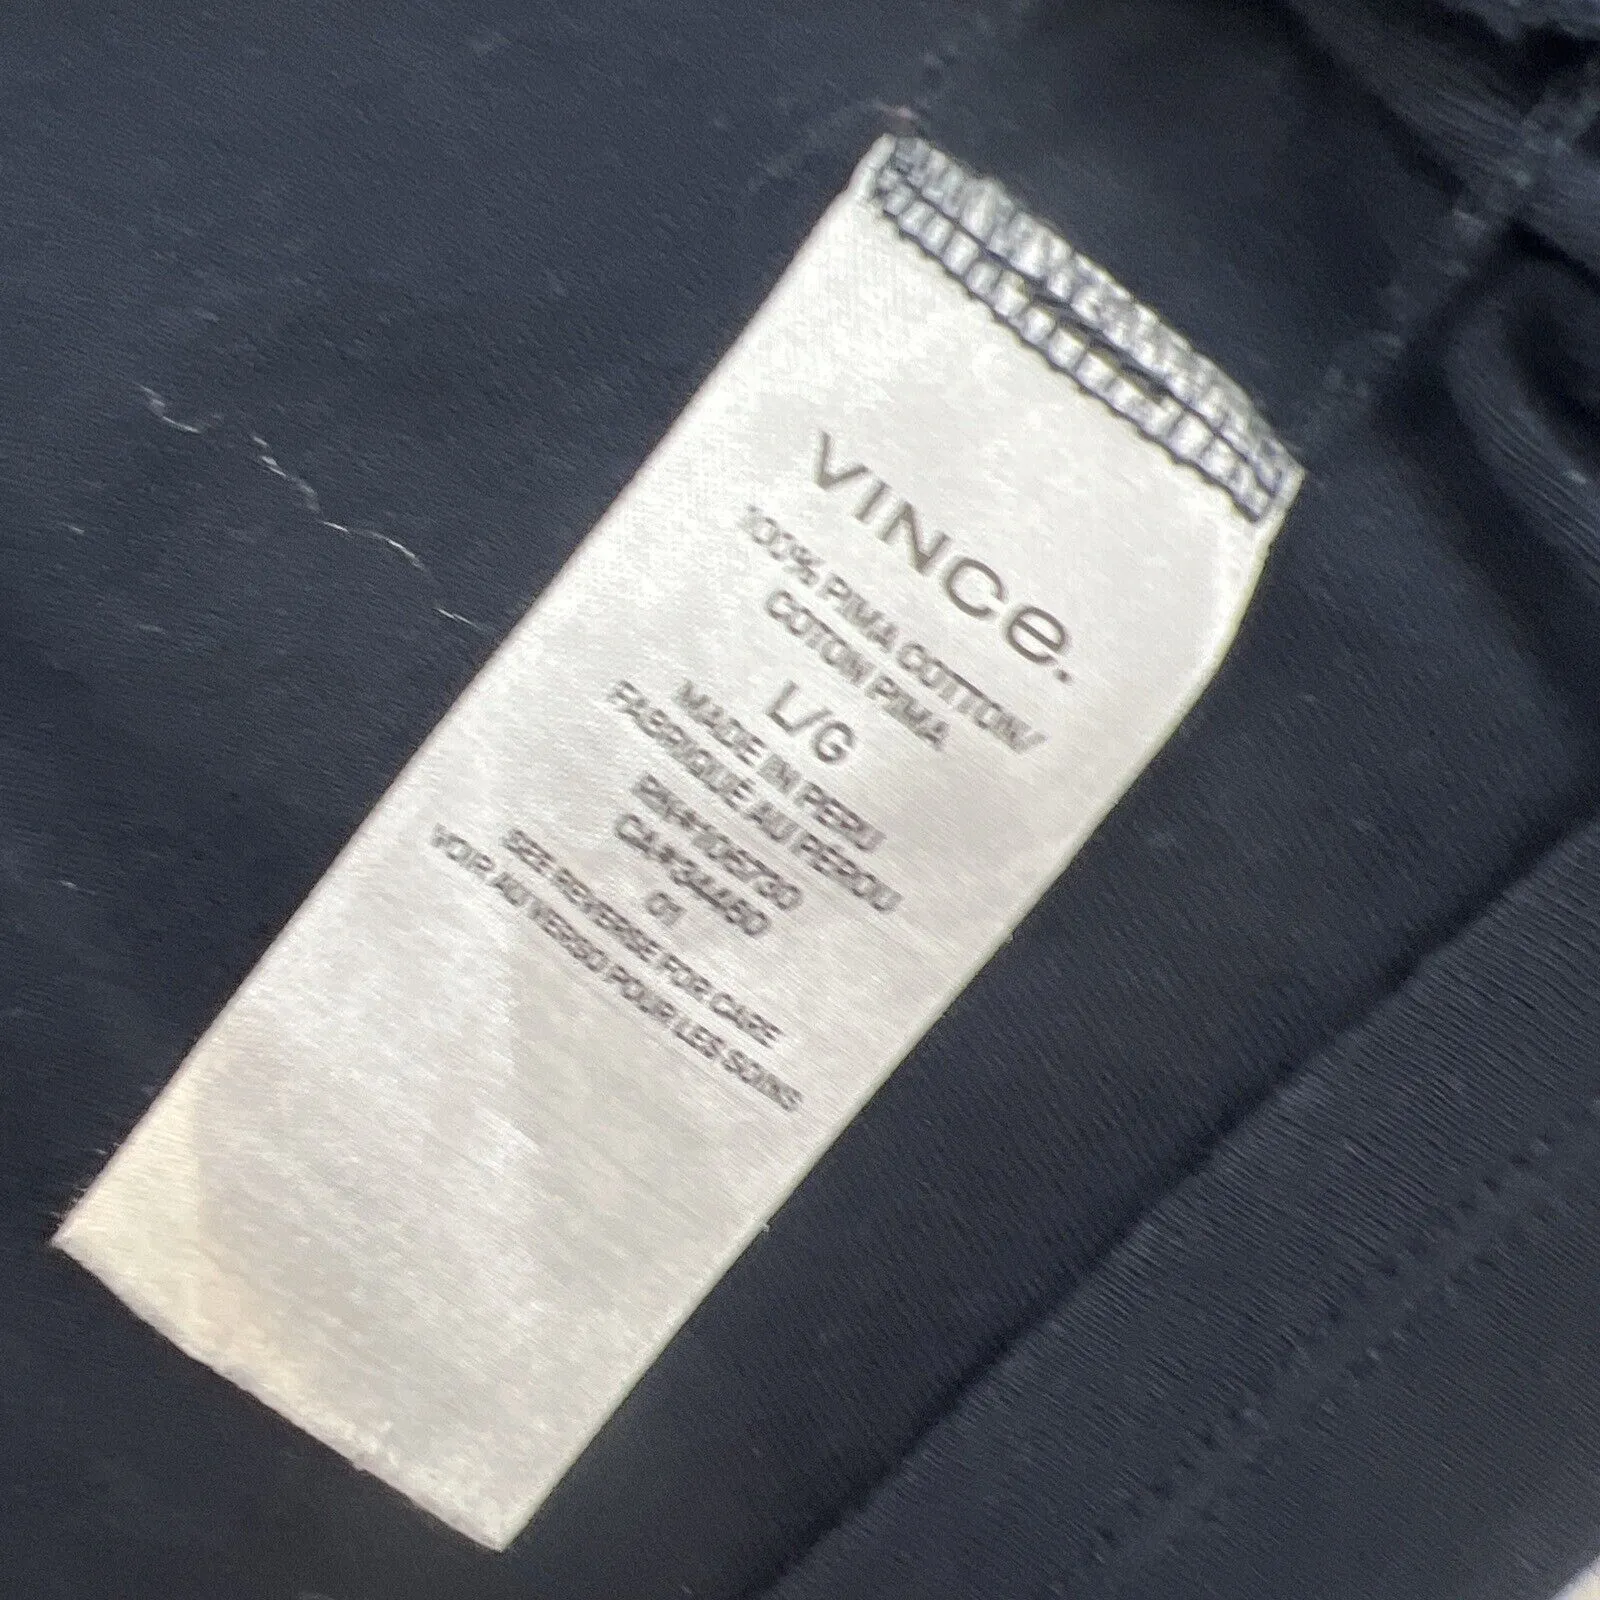 VINCe.
100% PIMA COTTON/
COTON PIMA
L/G
MADE IN PERU
FABRIQUÉ AU PEROU
RN#106730
CA#34460
01
SEE REVERSE FOR CARE
VOIR AU VERSO POUR LES SOINS